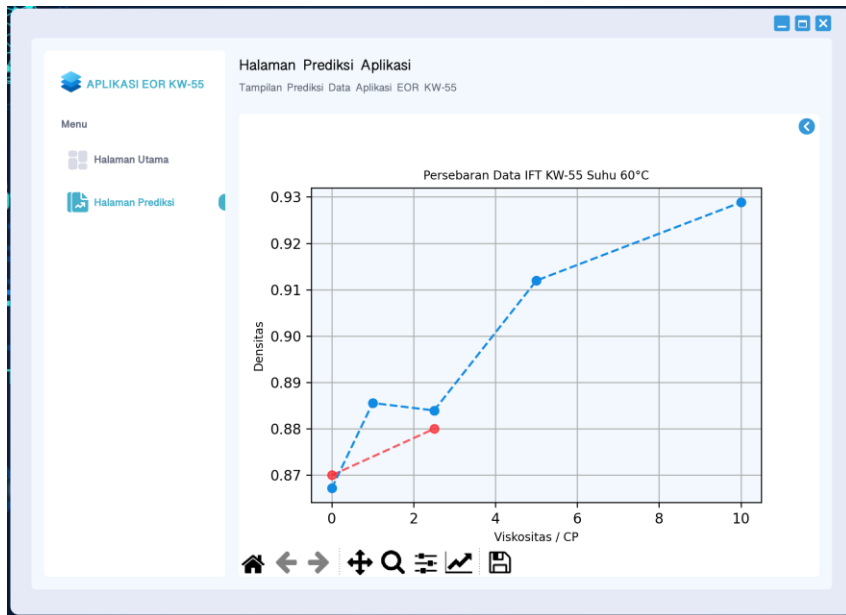 Halaman Prediksi Aplikasi
Tampilan Prediksi Data Aplikasi EOR KW-55
APLIKASI EOR KW-55
Menu
Halaman Utama
Halaman Prediksi
Persebaran Data IFT KW-55 Suhu 60°C
Densitas
0.93
0.92
0.91
0.90
0.89
0.88
0.87
0 2 4 6 8 10
Viskositas / CP